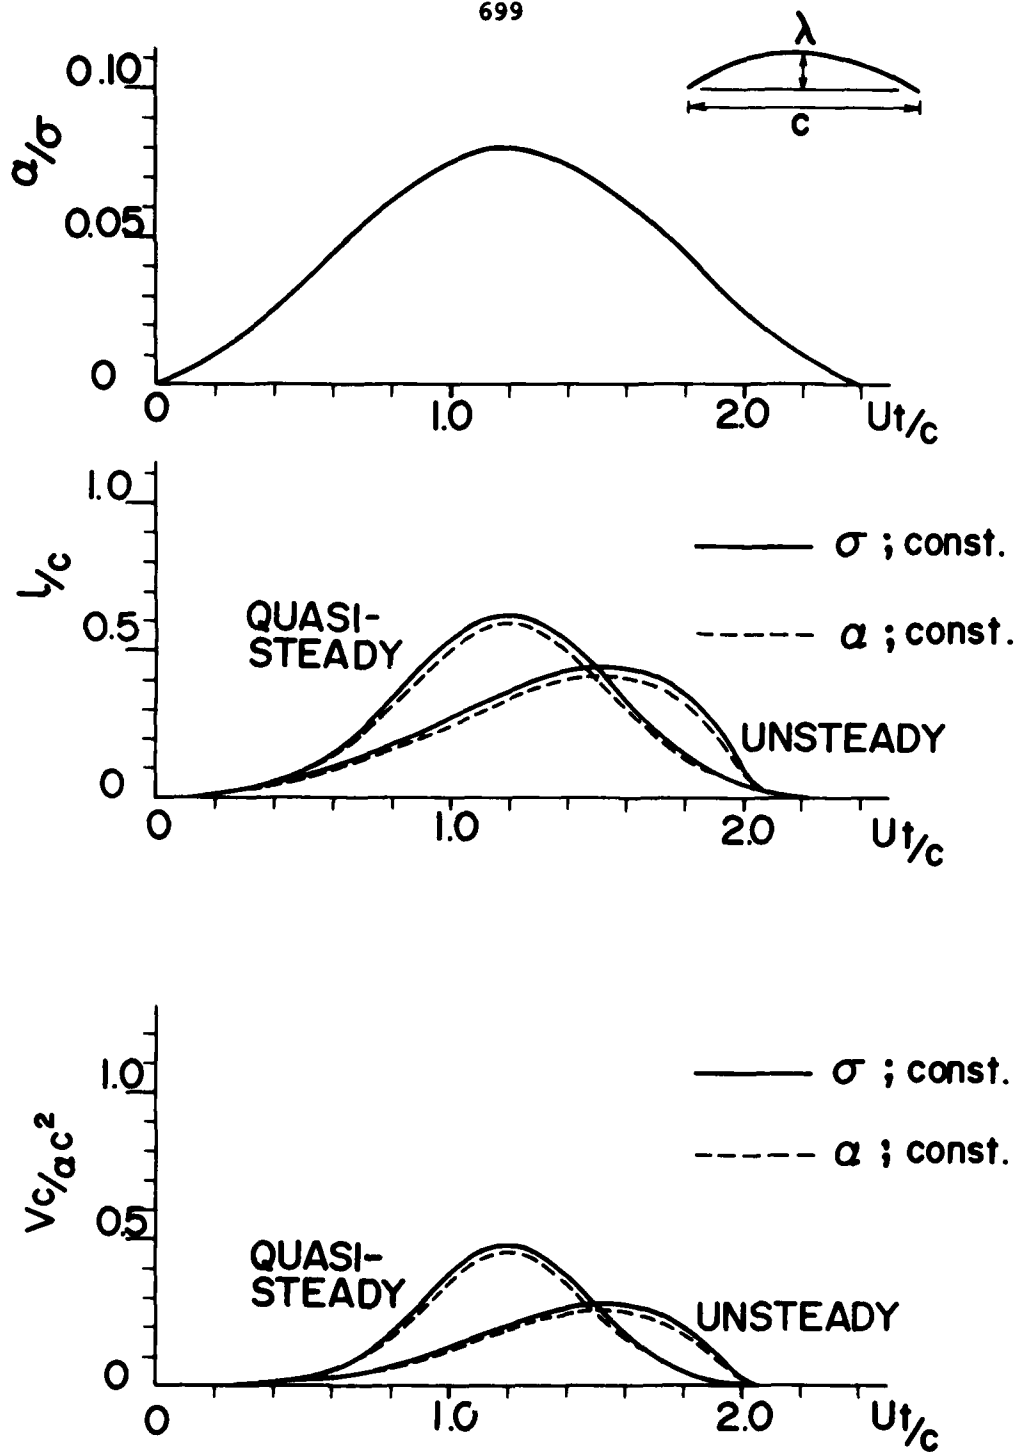 699
λ
c
0.10
α/σ
0.05
0
0 1.0 2.0 Ut/c
1.0
l/c
0.5
0
σ ; const.
α ; const.
QUASI-
STEADY
UNSTEADY
0 1.0 2.0 Ut/c
1.0
Vc/αc²
0.5
0
σ ; const.
α ; const.
QUASI-
STEADY
UNSTEADY
0 1.0 2.0 Ut/c